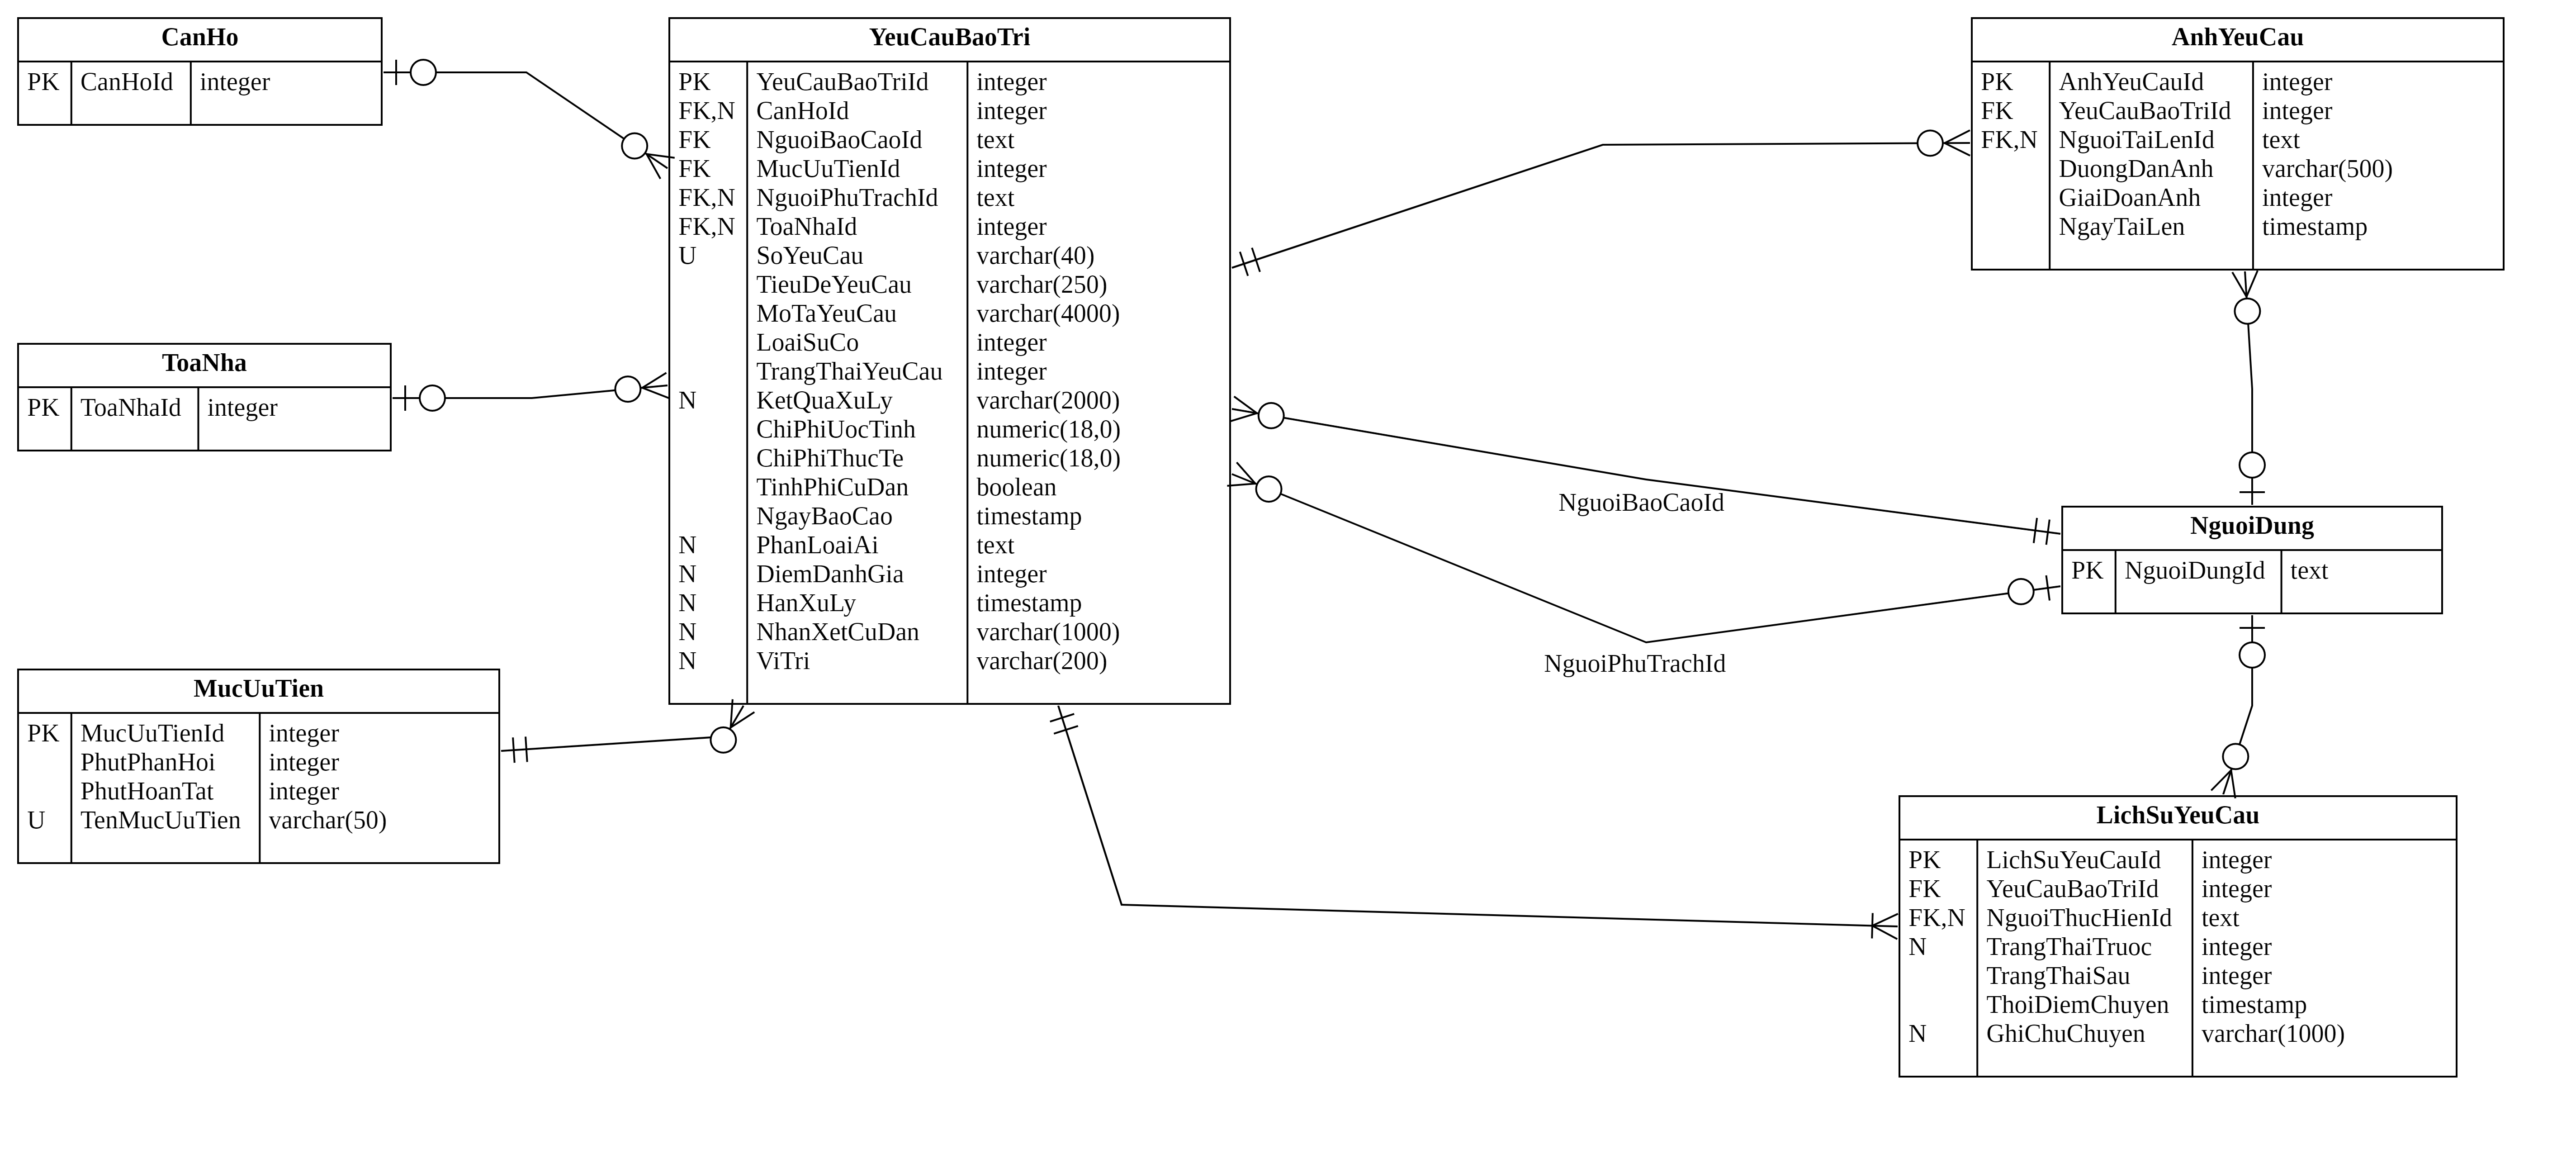 CanHo
PK CanHoId integer
YeuCauBaoTri
PK YeuCauBaoTriId integer
FK,N CanHoId integer
FK NguoiBaoCaoId text
FK MucUuTienId integer
FK,N NguoiPhuTrachId text
FK,N ToaNhaId integer
U SoYeuCau varchar(40)
TieuDeYeuCau varchar(250)
MoTaYeuCau varchar(4000)
LoaiSuCo integer
TrangThaiYeuCau integer
N KetQuaXuLy varchar(2000)
ChiPhiUocTinh numeric(18,0)
ChiPhiThucTe numeric(18,0)
TinhPhiCuDan boolean
NgayBaoCao timestamp
N PhanLoaiAi text
N DiemDanhGia integer
N HanXuLy timestamp
N NhanXetCuDan varchar(1000)
N ViTri varchar(200)
AnhYeuCau
PK AnhYeuCauId integer
FK YeuCauBaoTriId integer
FK,N NguoiTaiLenId text
DuongDanAnh varchar(500)
GiaiDoanAnh integer
NgayTaiLen timestamp
ToaNha
PK ToaNhaId integer
NguoiBaoCaoId
NguoiPhuTrachId
NguoiDung
PK NguoiDungId text
MucUuTien
PK MucUuTienId integer
PhutPhanHoi integer
PhutHoanTat integer
U TenMucUuTien varchar(50)
LichSuYeuCau
PK LichSuYeuCauId integer
FK YeuCauBaoTriId integer
FK,N NguoiThucHienId text
N TrangThaiTruoc integer
TrangThaiSau integer
ThoiDiemChuyen timestamp
N GhiChuChuyen varchar(1000)